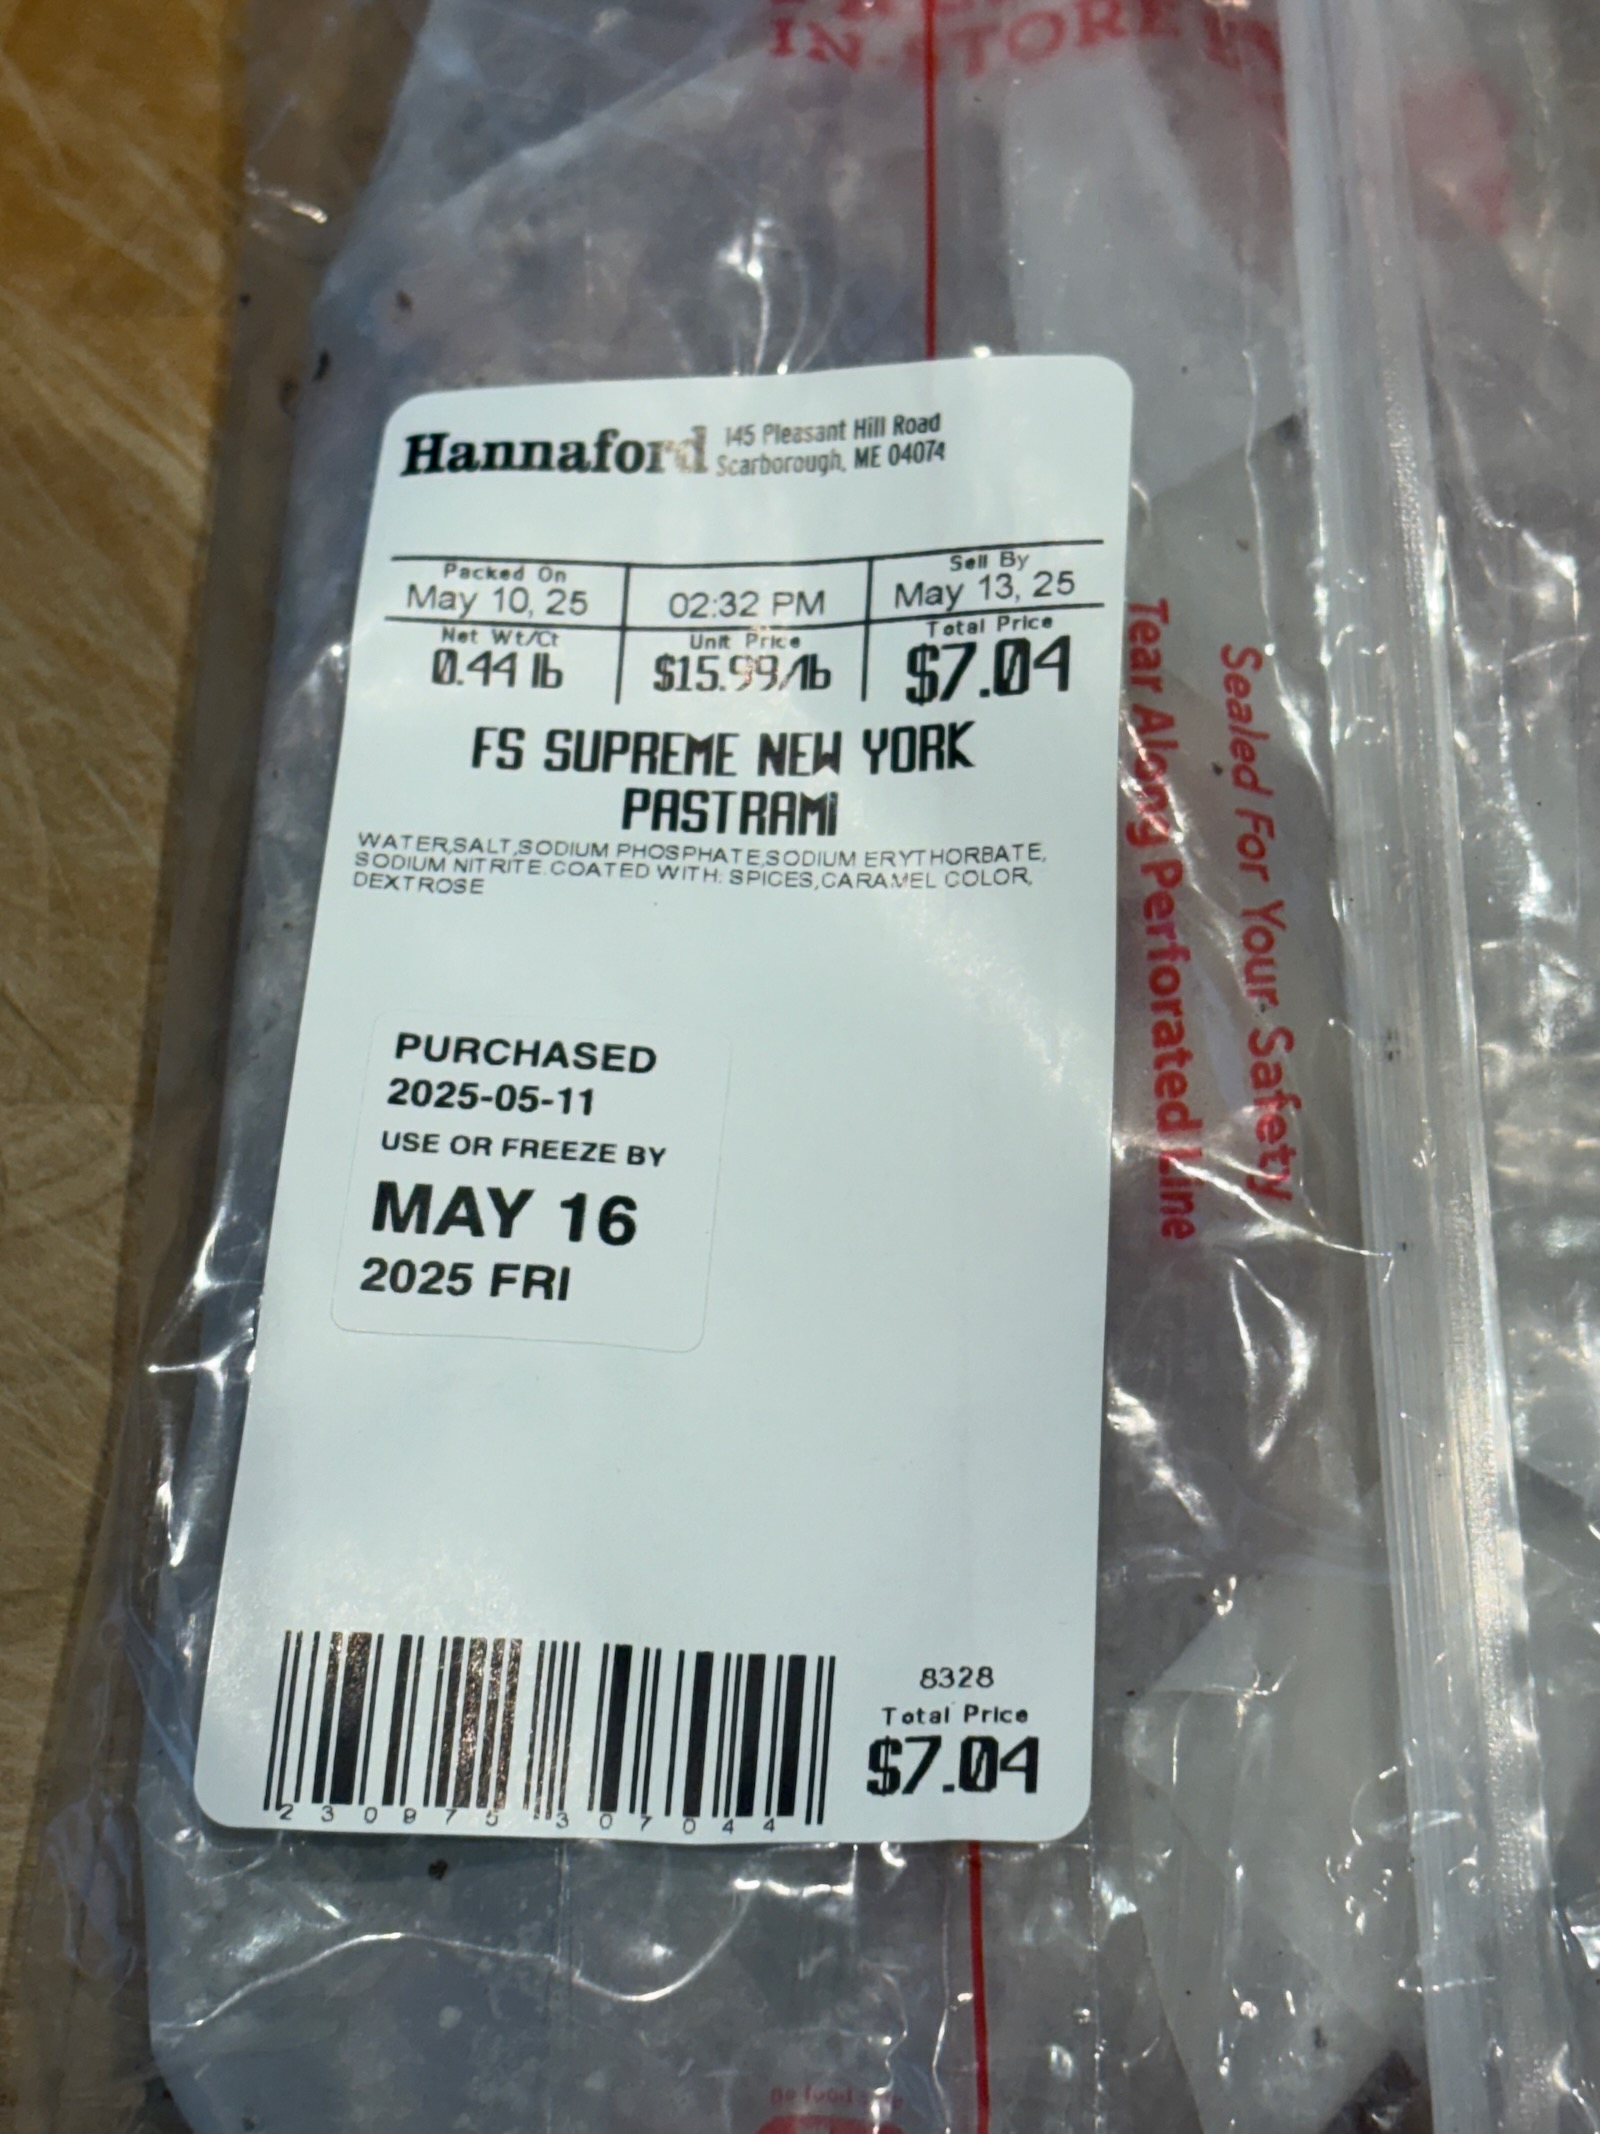 IN-STORE
Hannaford 145 Pleasant Hill Road
Scarborough, ME 04074
Packed On
May 10, 25
02:32 PM
Sell By
May 13, 25
Net Wt/Ct
0.44 lb
Unit Price
$15.99/lb
Total Price
$7.04
FS SUPREME NEW YORK
PASTRAMI
WATER,SALT,SODIUM PHOSPHATE,SODIUM ERYTHORBATE,
SODIUM NITRITE.COATED WITH: SPICES,CARAMEL COLOR,
DEXTROSE
PURCHASED
2025-05-11
USE OR FREEZE BY
MAY 16
2025 FRI
8328
Total Price
$7.04
Tear Along Perforated Line
Sealed For Your Safety